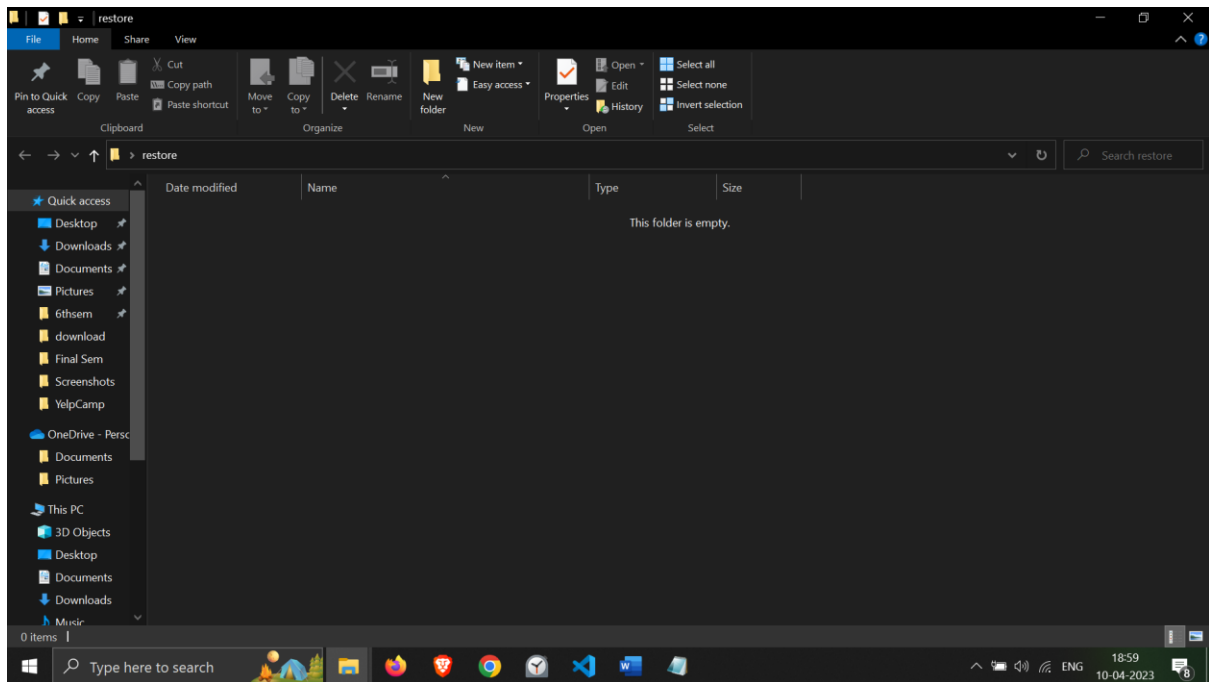 restore
File Home Share View
Pin to Quick access
Copy
Paste
Cut
Copy path
Paste shortcut
Clipboard
Move to
Copy to
Delete
Rename
Organize
New folder
New item
Easy access
New
Properties
Open
Edit
History
Open
Select all
Select none
Invert selection
Select
restore
Search restore
Date modified Name Type Size
This folder is empty.
Quick access
Desktop
Downloads
Documents
Pictures
6thsem
download
Final Sem
Screenshots
YelpCamp
OneDrive - Persc
Documents
Pictures
This PC
3D Objects
Desktop
Documents
Downloads
Music
0 items
Type here to search
ENG
18:59
10-04-2023
8